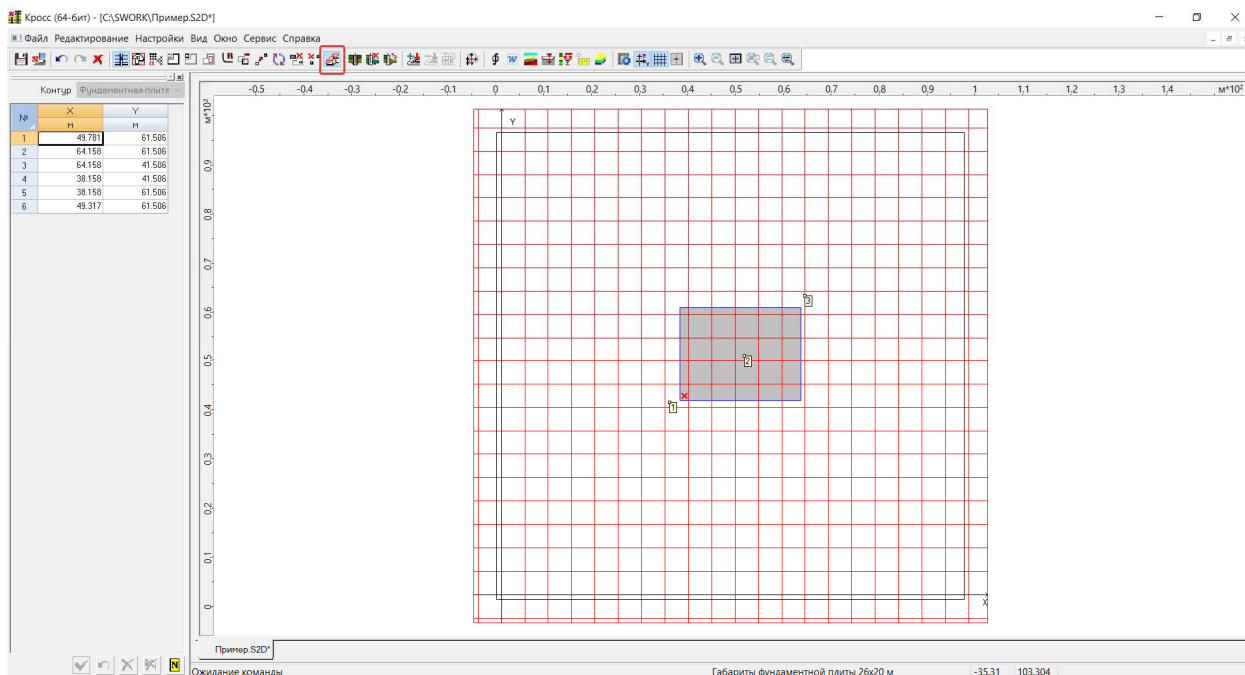 Кросс (64-бит) - [C:\SWORK\Пример.S2D*]
Файл Редактирование Настройки Вид Окно Сервис Справка
Контур Фундаментная плита
№ X Y
м м
1 49.781 61.506
2 64.158 61.506
3 64.158 41.506
4 38.158 41.506
5 38.158 61.506
6 49.317 61.506
-0.5 -0.4 -0.3 -0.2 -0.1 0 0,1 0,2 0,3 0,4 0,5 0,6 0,7 0,8 0,9 1 1,1 1,2 1,3 1,4 м*10²
м*10²
0,9
0,8
0,7
0,6
0,5
0,4
0,3
0,2
0,1
0
Y
3
2
1
X
Пример.S2D*
N
Ожидание команды Габариты фундаментной плиты 26x20 м -35.31 103.304